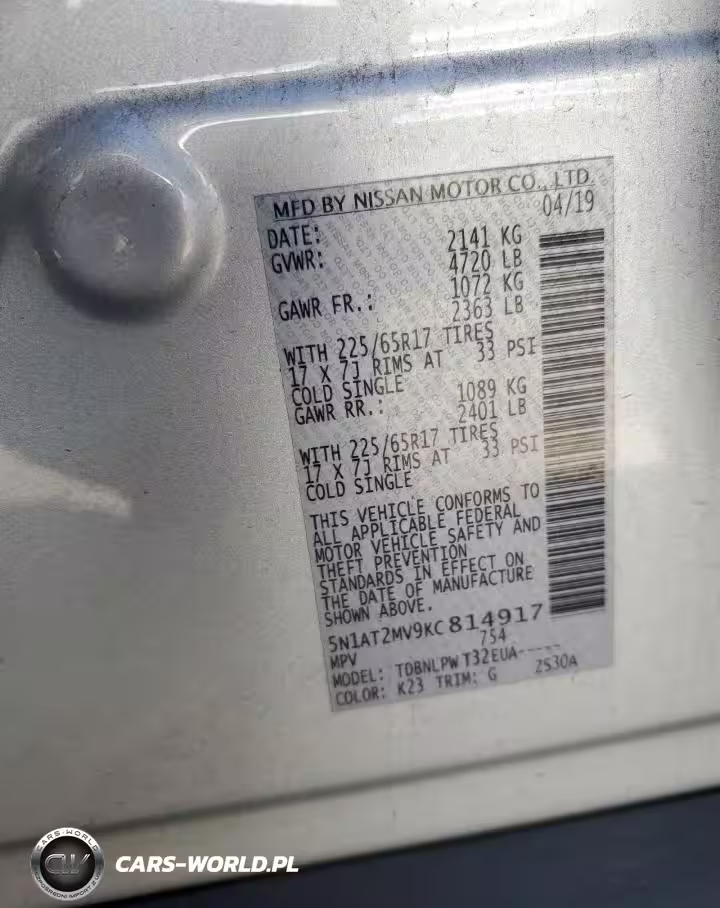 MFD BY NISSAN MOTOR CO., LTD.
DATE: 04/19
GVWR: 2141 KG
4720 LB
GAWR FR.: 1072 KG
2363 LB
WITH 225/65R17 TIRES
17 X 7J RIMS AT 33 PSI
COLD SINGLE
GAWR RR.: 1089 KG
2401 LB
WITH 225/65R17 TIRES
17 X 7J RIMS AT 33 PSI
COLD SINGLE
THIS VEHICLE CONFORMS TO
ALL APPLICABLE FEDERAL
MOTOR VEHICLE SAFETY AND
THEFT PREVENTION
STANDARDS IN EFFECT ON
THE DATE OF MANUFACTURE
SHOWN ABOVE.
5N1AT2MV9KC814917
MPV 754
MODEL: TDBNLPW T32EUA-----
COLOR: K23 TRIM: G 2S30A
CARS-WORLD
CW
CARS-WORLD.PL